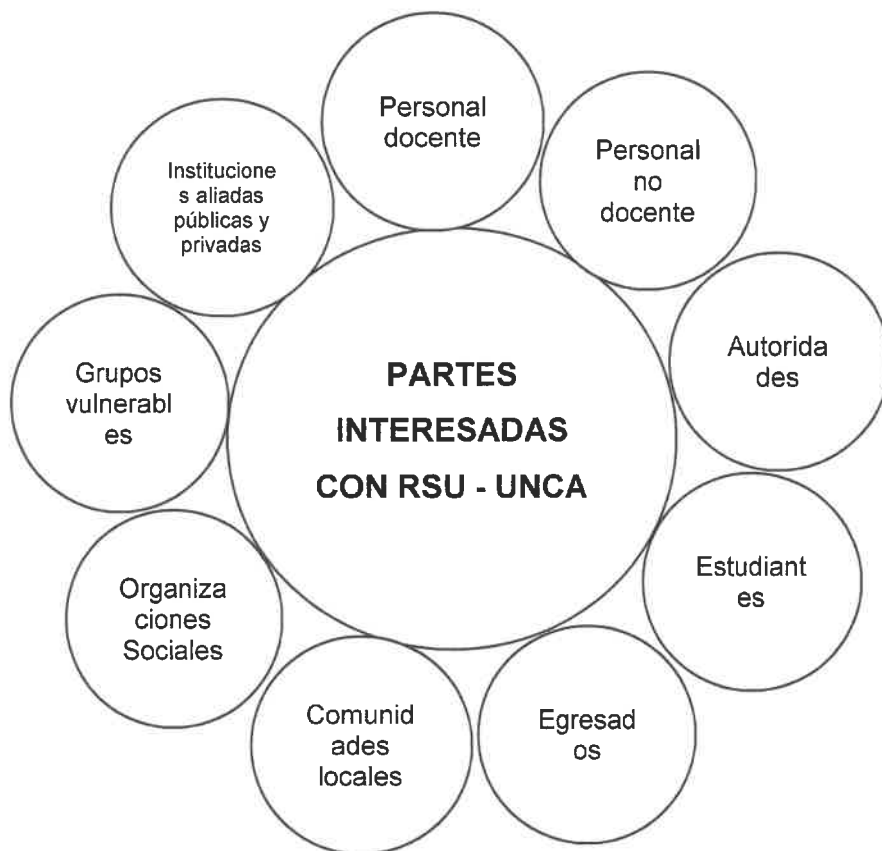 Personal
docente
Personal
no
docente
Autorida
des
Estudiant
es
Egresad
os
Comunid
ades
locales
Organiza
ciones
Sociales
Grupos
vulnerabl
es
Institucione
s aliadas
públicas y
privadas
PARTES
INTERESADAS
CON RSU - UNCA